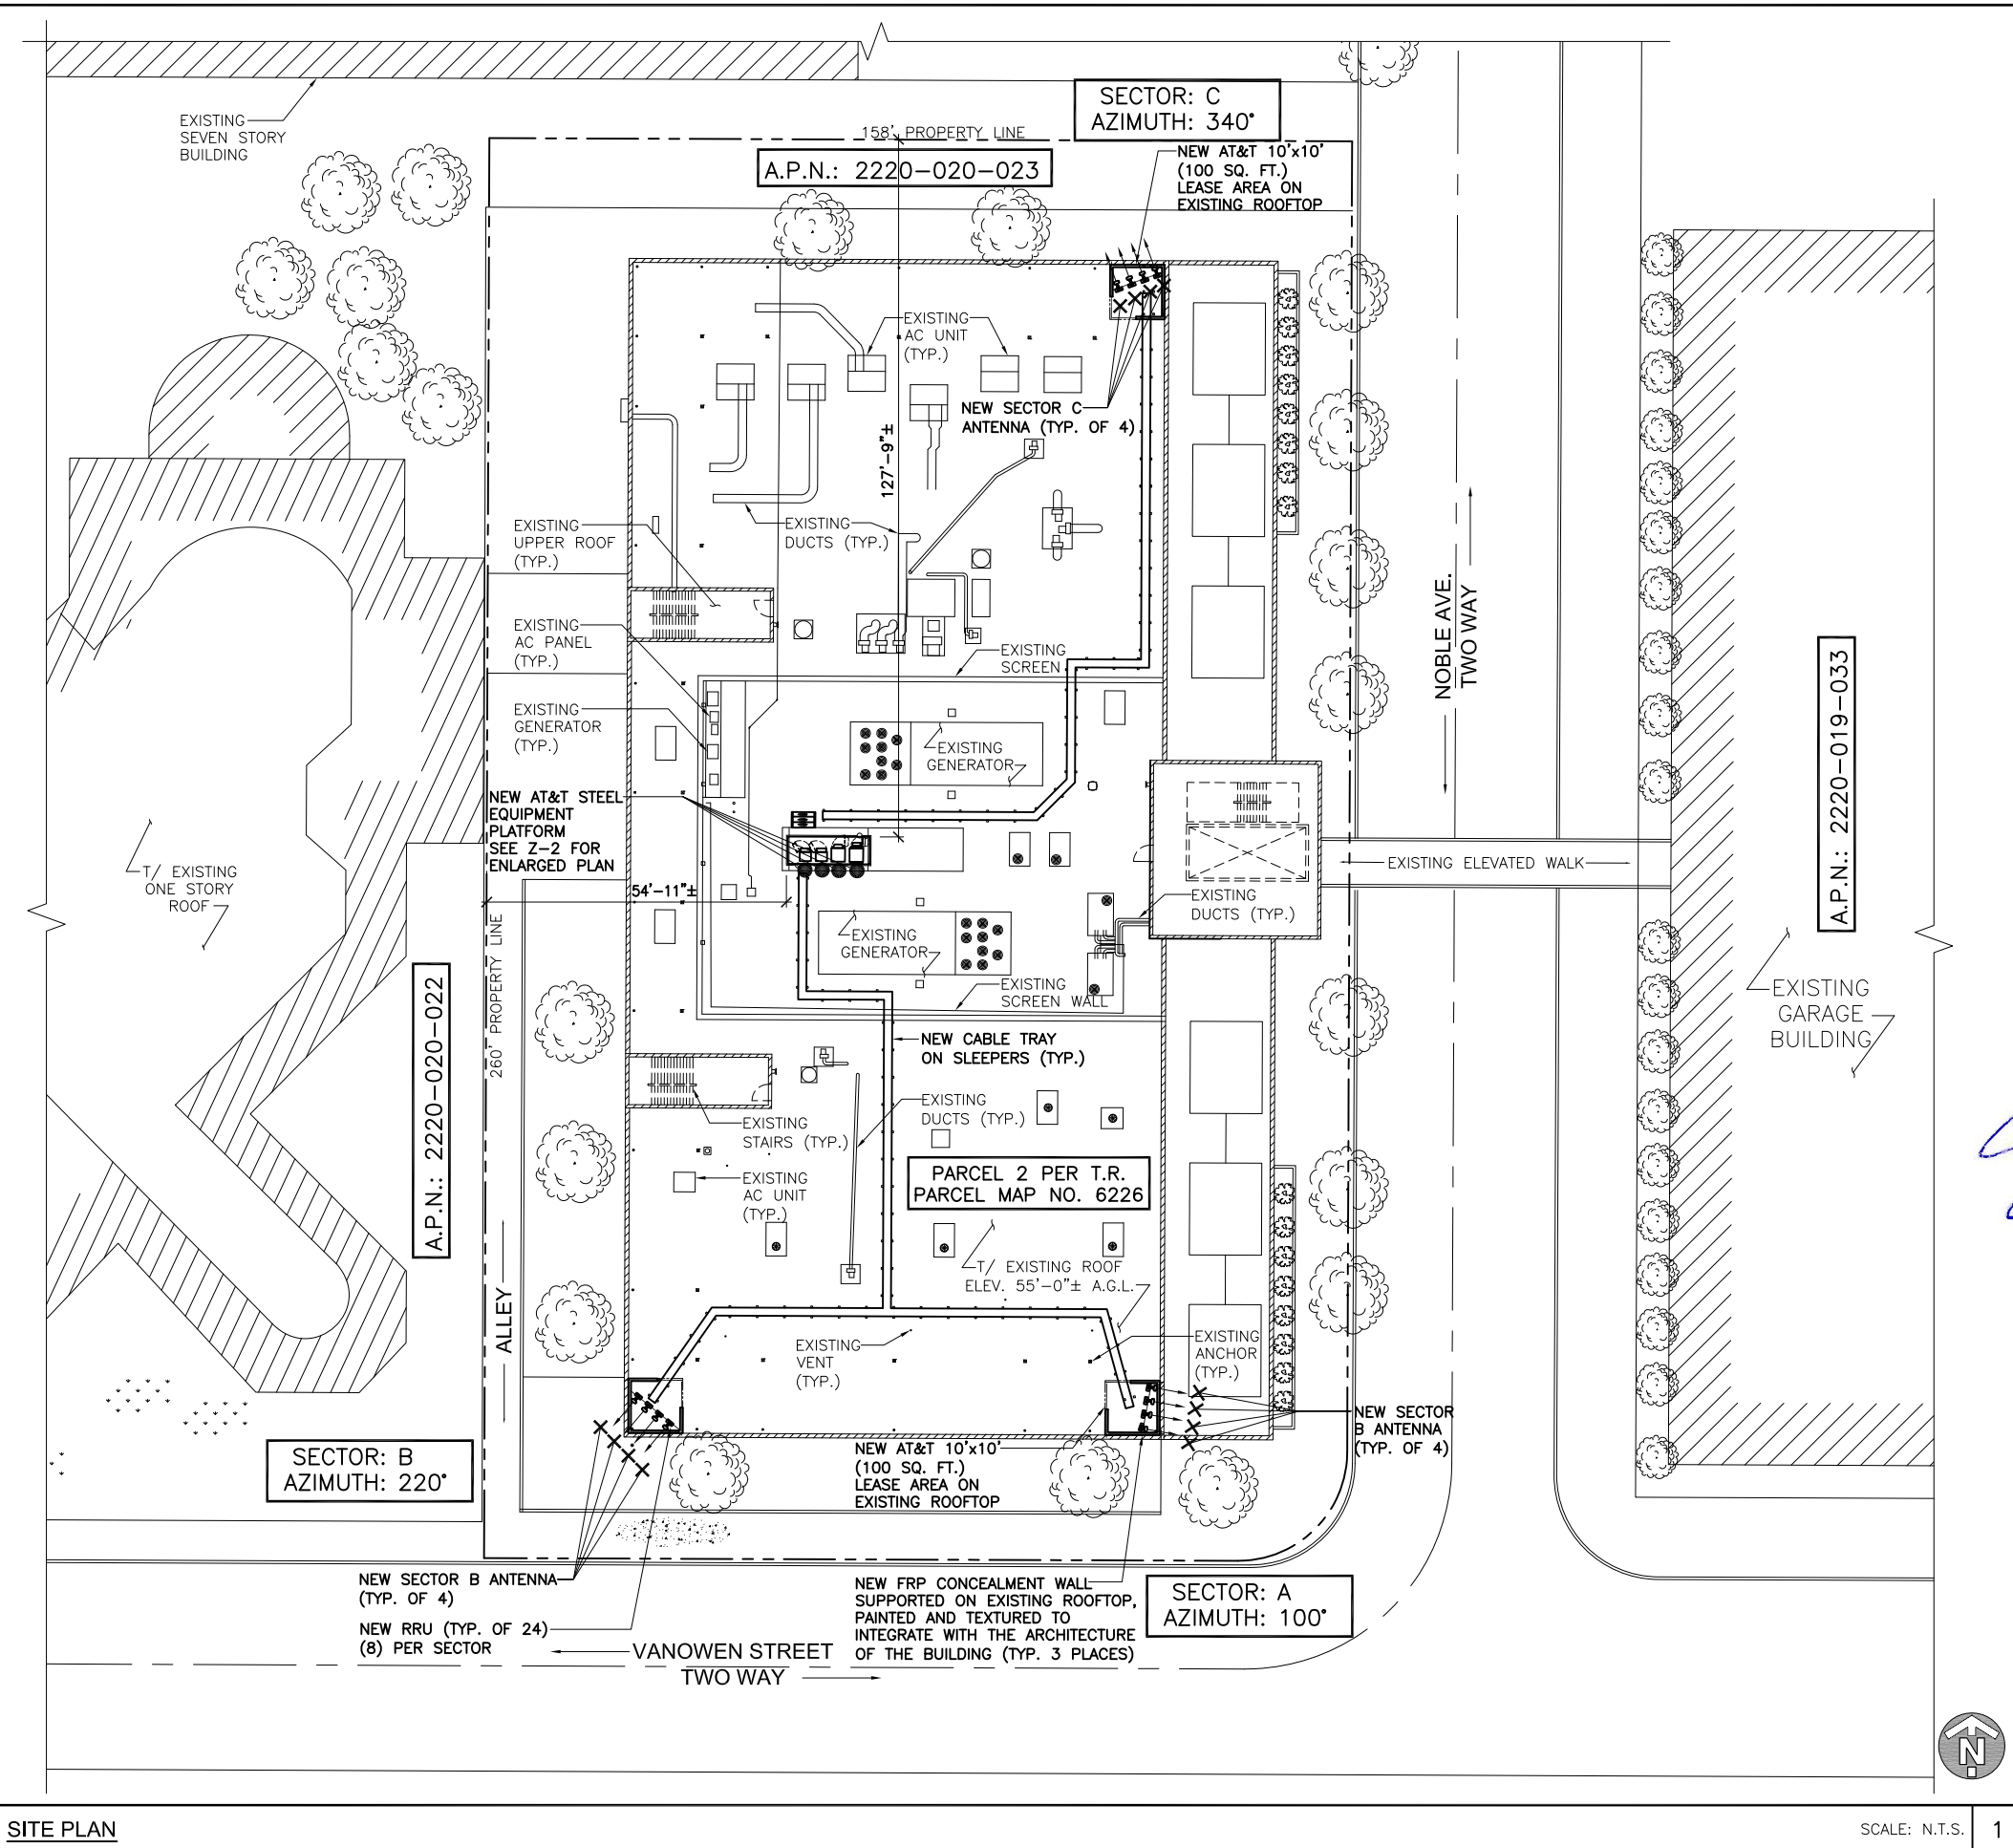 EXISTING
SEVEN STORY
BUILDING
158' PROPERTY LINE
A.P.N.: 2220-020-023
SECTOR: C
AZIMUTH: 340°
NEW AT&T 10'x10'
(100 SQ. FT.)
LEASE AREA ON
EXISTING ROOFTOP
EXISTING
AC UNIT
(TYP.)
NEW SECTOR C
ANTENNA (TYP. OF 4)
127'-9"±
EXISTING
UPPER ROOF
(TYP.)
EXISTING
DUCTS (TYP.)
EXISTING
AC PANEL
(TYP.)
EXISTING
SCREEN
EXISTING
GENERATOR
(TYP.)
EXISTING
GENERATOR
NEW AT&T STEEL
EQUIPMENT
PLATFORM
SEE Z-2 FOR
ENLARGED PLAN
54'-11"±
NOBLE AVE.
TWO WAY
A.P.N.: 2220-019-033
EXISTING ELEVATED WALK
T/ EXISTING
ONE STORY
ROOF
EXISTING
DUCTS (TYP.)
EXISTING
GENERATOR
EXISTING
SCREEN WALL
260' PROPERTY LINE
A.P.N.: 2220-020-022
EXISTING
GARAGE
BUILDING
NEW CABLE TRAY
ON SLEEPERS (TYP.)
EXISTING
DUCTS (TYP.)
EXISTING
STAIRS (TYP.)
PARCEL 2 PER T.R.
PARCEL MAP NO. 6226
EXISTING
AC UNIT
(TYP.)
T/ EXISTING ROOF
ELEV. 55'-0"± A.G.L.
ALLEY
EXISTING
VENT
(TYP.)
EXISTING
ANCHOR
(TYP.)
NEW SECTOR
B ANTENNA
(TYP. OF 4)
SECTOR: B
AZIMUTH: 220°
NEW AT&T 10'x10'
(100 SQ. FT.)
LEASE AREA ON
EXISTING ROOFTOP
NEW SECTOR B ANTENNA
(TYP. OF 4)
NEW RRU (TYP. OF 24)
(8) PER SECTOR
NEW FRP CONCEALMENT WALL
SUPPORTED ON EXISTING ROOFTOP,
PAINTED AND TEXTURED TO
INTEGRATE WITH THE ARCHITECTURE
OF THE BUILDING (TYP. 3 PLACES)
SECTOR: A
AZIMUTH: 100°
VANOWEN STREET
TWO WAY
N
SITE PLAN
SCALE: N.T.S.
1